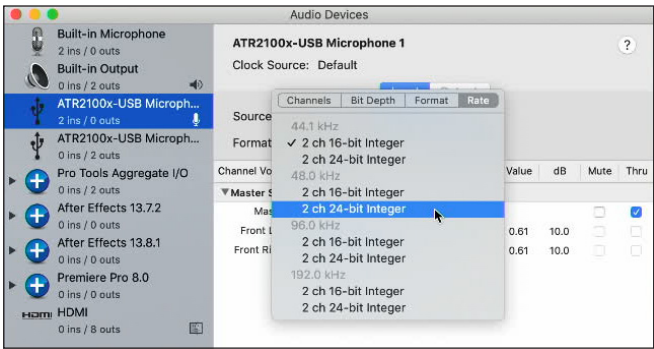 Audio Devices
Built-in Microphone
2 ins / 0 outs
Built-in Output
0 ins / 2 outs
ATR2100x-USB Microph...
2 ins / 0 outs
ATR2100x-USB Microph...
0 ins / 2 outs
Pro Tools Aggregate I/O
0 ins / 2 outs
After Effects 13.7.2
0 ins / 0 outs
After Effects 13.8.1
0 ins / 0 outs
Premiere Pro 8.0
0 ins / 0 outs
HDMI HDMI
0 ins / 8 outs
ATR2100x-USB Microphone 1
?
Clock Source: Default
Source
Format
Channels Bit Depth Format Rate
44.1 kHz
✓ 2 ch 16-bit Integer
2 ch 24-bit Integer
48.0 kHz
2 ch 16-bit Integer
2 ch 24-bit Integer
96.0 kHz
2 ch 16-bit Integer
2 ch 24-bit Integer
192.0 kHz
2 ch 16-bit Integer
2 ch 24-bit Integer
Channel Vo Value dB Mute Thru
Master S
Mas
Front L 0.61 10.0
Front Ri 0.61 10.0